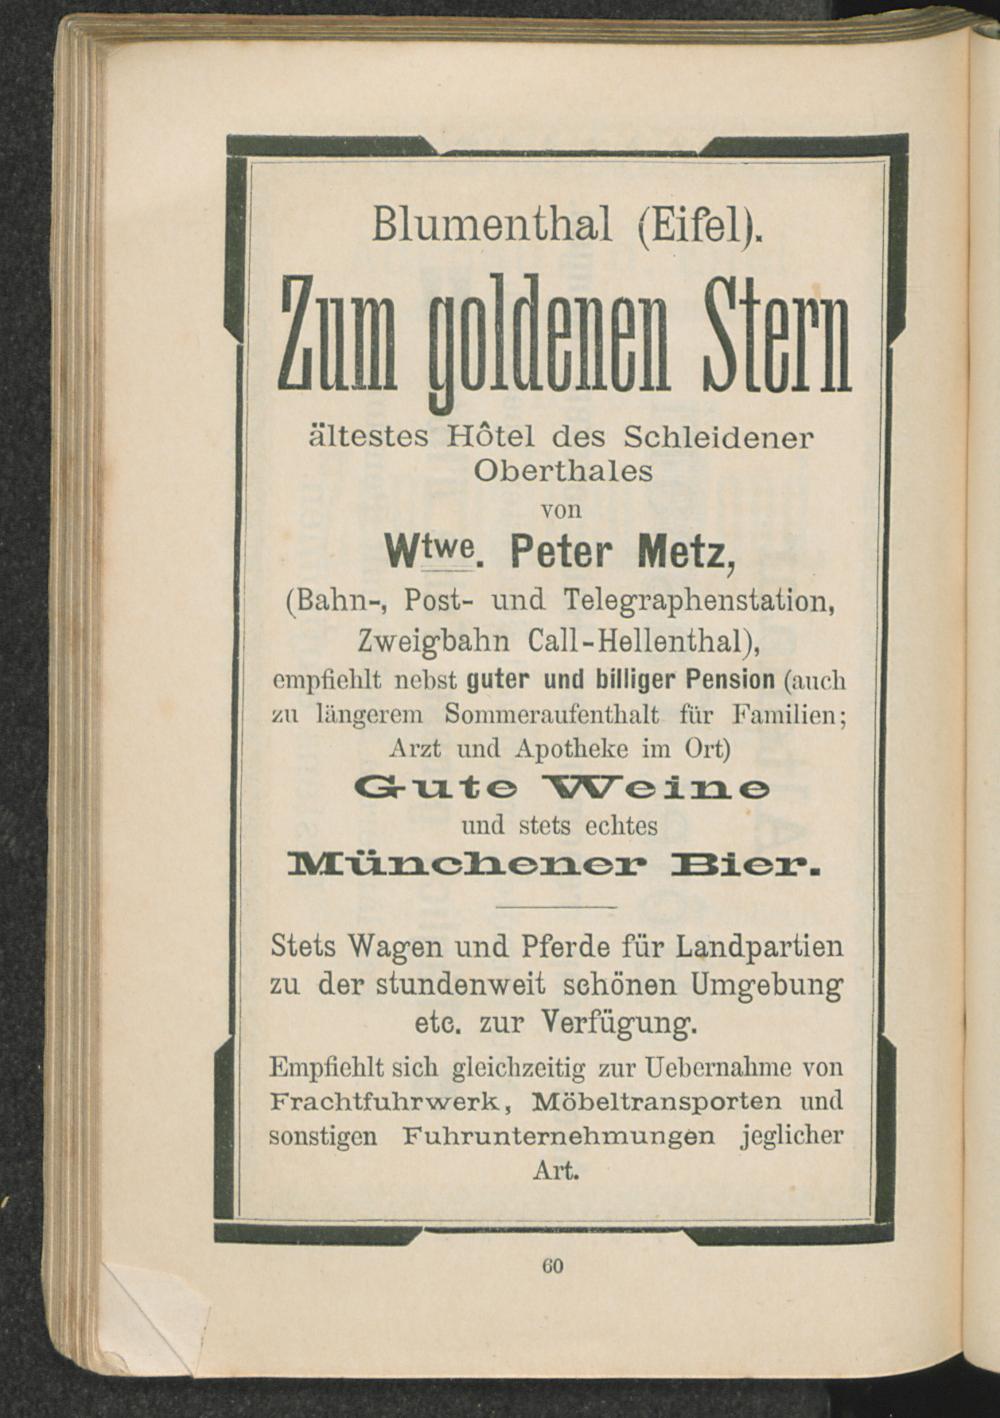 Blumenthal (Eifel).
Zum goldenen Stern
ältestes Hôtel des Schleidener
Oberthales
von
Wtwe. Peter Metz,
(Bahn-, Post- und Telegraphenstation,
Zweigbahn Call-Hellenthal),
empfiehlt nebst guter und billiger Pension (auch
zu längerem Sommeraufenthalt für Familien;
Arzt und Apotheke im Ort)
Gute Weine
und stets echtes
Münchener Bier.
Stets Wagen und Pferde für Landpartien
zu der stundenweit schönen Umgebung
etc. zur Verfügung.
Empfiehlt sich gleichzeitig zur Uebernahme von
Frachtfuhrwerk, Möbeltransporten und
sonstigen Fuhrunternehmungen jeglicher
Art.
60